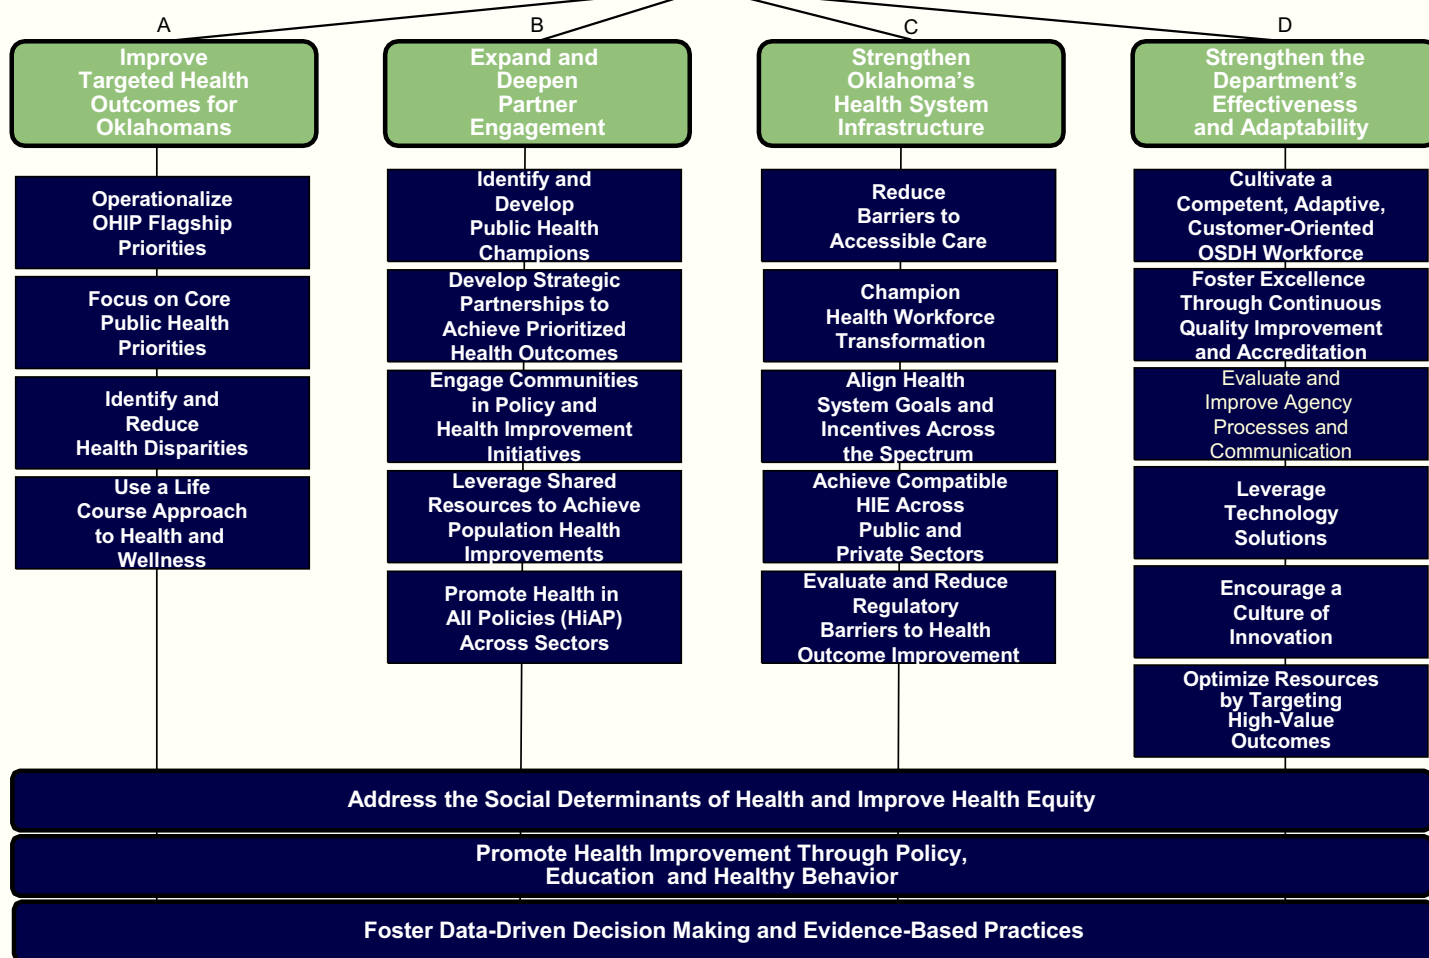 A
Improve
Targeted Health
Outcomes for
Oklahomans
Operationalize
OHIP Flagship
Priorities
Focus on Core
Public Health
Priorities
Identify and
Reduce
Health Disparities
Use a Life
Course Approach
to Health and
Wellness
B
Expand and
Deepen
Partner
Engagement
Identify and
Develop
Public Health
Champions
Develop Strategic
Partnerships to
Achieve Prioritized
Health Outcomes
Engage Communities
in Policy and
Health Improvement
Initiatives
Leverage Shared
Resources to Achieve
Population Health
Improvements
Promote Health in
All Policies (HiAP)
Across Sectors
C
Strengthen
Oklahoma’s
Health System
Infrastructure
Reduce
Barriers to
Accessible Care
Champion
Health Workforce
Transformation
Align Health
System Goals and
Incentives Across
the Spectrum
Achieve Compatible
HIE Across
Public and
Private Sectors
Evaluate and Reduce
Regulatory
Barriers to Health
Outcome Improvement
D
Strengthen the
Department’s
Effectiveness
and Adaptability
Cultivate a
Competent, Adaptive,
Customer-Oriented
OSDH Workforce
Foster Excellence
Through Continuous
Quality Improvement
and Accreditation
Evaluate and
Improve Agency
Processes and
Communication
Leverage
Technology
Solutions
Encourage a
Culture of
Innovation
Optimize Resources
by Targeting
High-Value
Outcomes
Address the Social Determinants of Health and Improve Health Equity
Promote Health Improvement Through Policy,
Education and Healthy Behavior
Foster Data-Driven Decision Making and Evidence-Based Practices